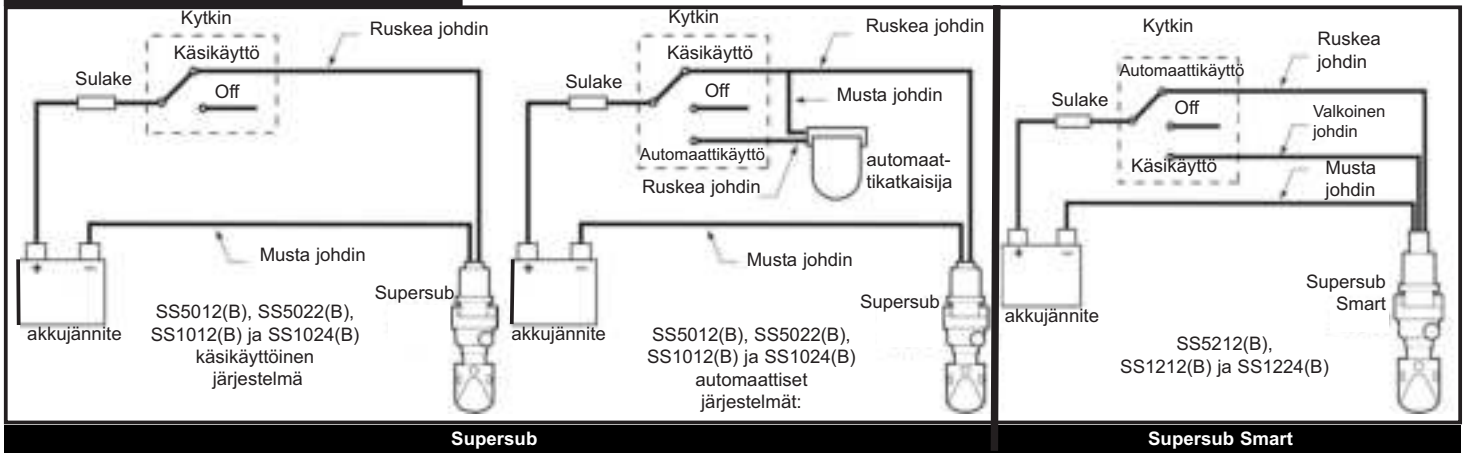 Kytkin
Ruskea johdin
Käsikäyttö
Sulake
Off
+
−
Musta johdin
Supersub
akkujännite
SS5012(B), SS5022(B),
SS1012(B) ja SS1024(B)
käsikäyttöinen
järjestelmä
Kytkin
Ruskea johdin
Käsikäyttö
Sulake
Off
Musta johdin
Automaattikäyttö
automaat-
tikatkaisija
Ruskea johdin
+
−
Musta johdin
Supersub
akkujännite
SS5012(B), SS5022(B),
SS1012(B) ja SS1024(B)
automaattiset
järjestelmät:
Kytkin
Ruskea
johdin
Automaattikäyttö
Sulake
Off
Valkoinen
johdin
Käsikäyttö
Musta
johdin
+
−
Supersub
Smart
akkujännite
SS5212(B),
SS1212(B) ja SS1224(B)
Supersub
Supersub Smart